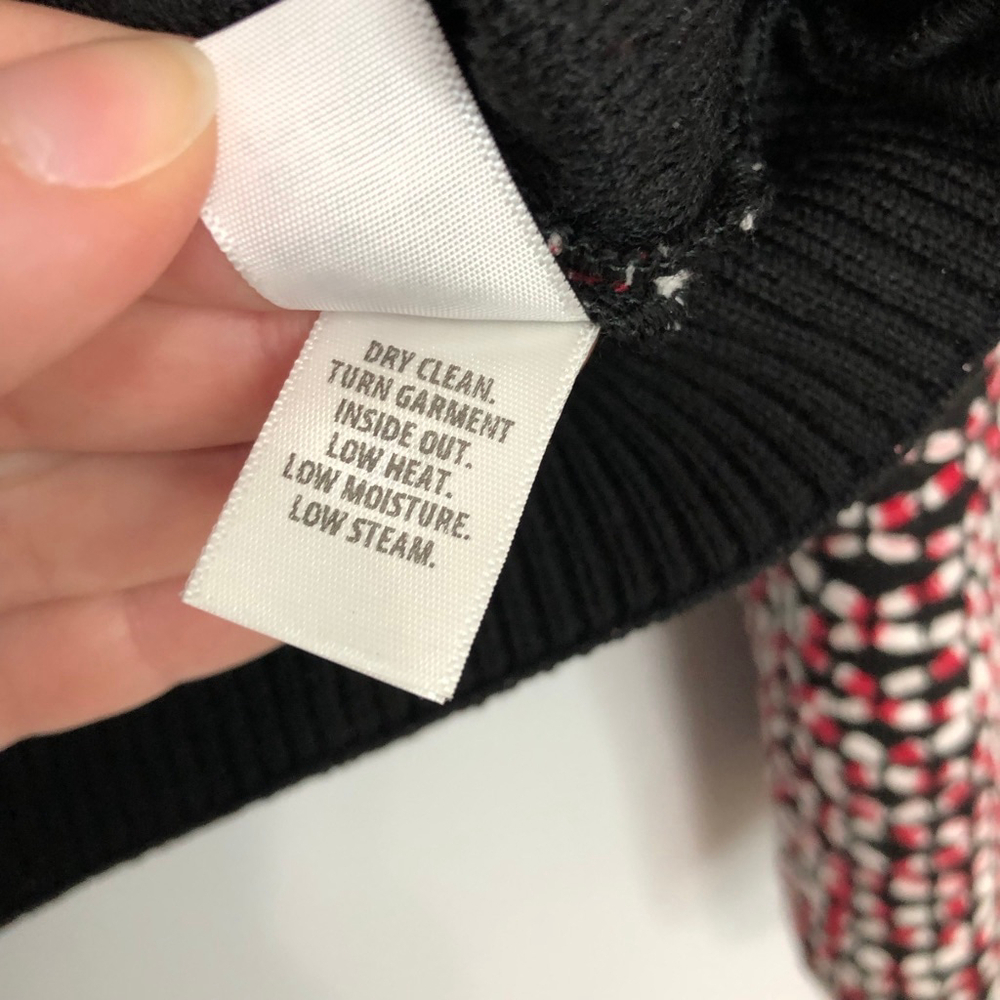 DRY CLEAN.
TURN GARMENT
INSIDE OUT.
LOW HEAT.
LOW MOISTURE.
LOW STEAM.